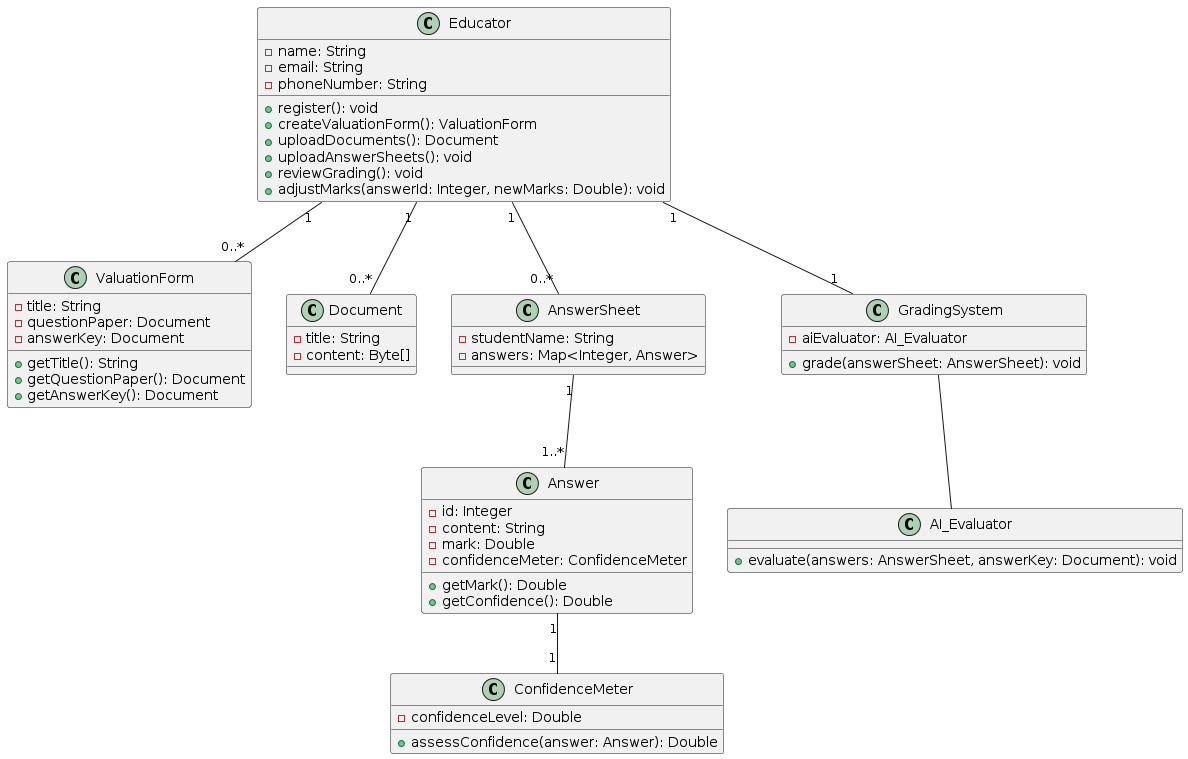 C Educator
name: String
email: String
phoneNumber: String
register(): void
createValuationForm(): ValuationForm
uploadDocuments(): Document
uploadAnswerSheets(): void
reviewGrading(): void
adjustMarks(answerId: Integer, newMarks: Double): void
1 1 1 1
0..* 0..* 0..* 1
C ValuationForm
title: String
questionPaper: Document
answerKey: Document
getTitle(): String
getQuestionPaper(): Document
getAnswerKey(): Document
C Document
title: String
content: Byte[]
C AnswerSheet
studentName: String
answers: Map<Integer, Answer>
C GradingSystem
aiEvaluator: AI_Evaluator
grade(answerSheet: AnswerSheet): void
1
1..*
C Answer
id: Integer
content: String
mark: Double
confidenceMeter: ConfidenceMeter
getMark(): Double
getConfidence(): Double
C AI_Evaluator
evaluate(answers: AnswerSheet, answerKey: Document): void
1
1
C ConfidenceMeter
confidenceLevel: Double
assessConfidence(answer: Answer): Double